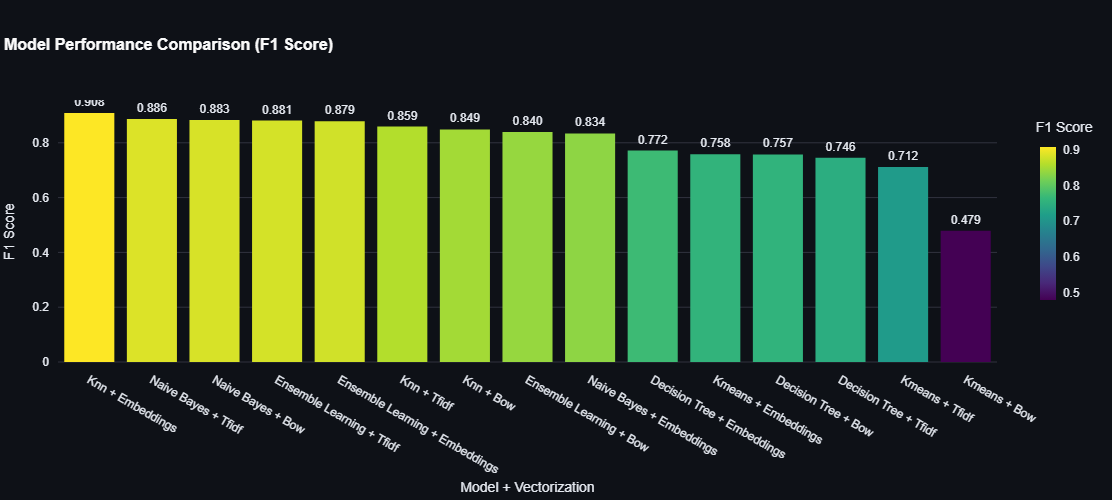 Model Performance Comparison (F1 Score)
0.908
0.886
0.883
0.881
0.879
0.859
0.849
0.840
0.834
0.772
0.758
0.757
0.746
0.712
0.479
F1 Score
0.8
0.6
0.4
0.2
0
Knn + Embeddings
Naive Bayes + Tfidf
Naive Bayes + Bow
Ensemble Learning + Tfidf
Ensemble Learning + Embeddings
Knn + Tfidf
Knn + Bow
Ensemble Learning + Bow
Naive Bayes + Embeddings
Decision Tree + Embeddings
Kmeans + Embeddings
Decision Tree + Bow
Decision Tree + Tfidf
Kmeans + Tfidf
Kmeans + Bow
Model + Vectorization
F1 Score
0.9
0.8
0.7
0.6
0.5